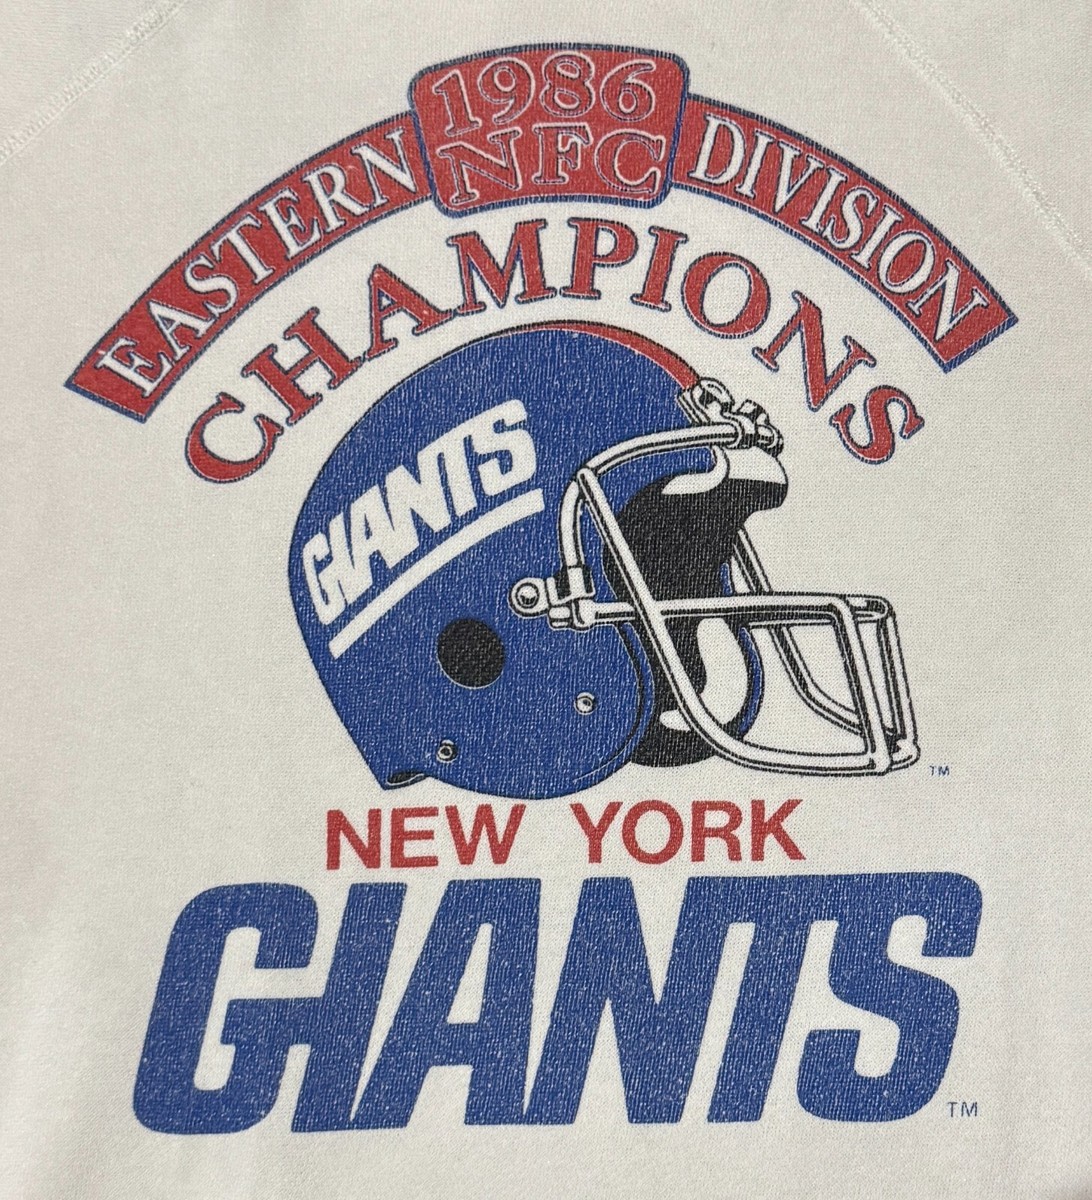 1986
NFC
EASTERN DIVISION
CHAMPIONS
GIANTS
TM
NEW YORK
GIANTS
TM